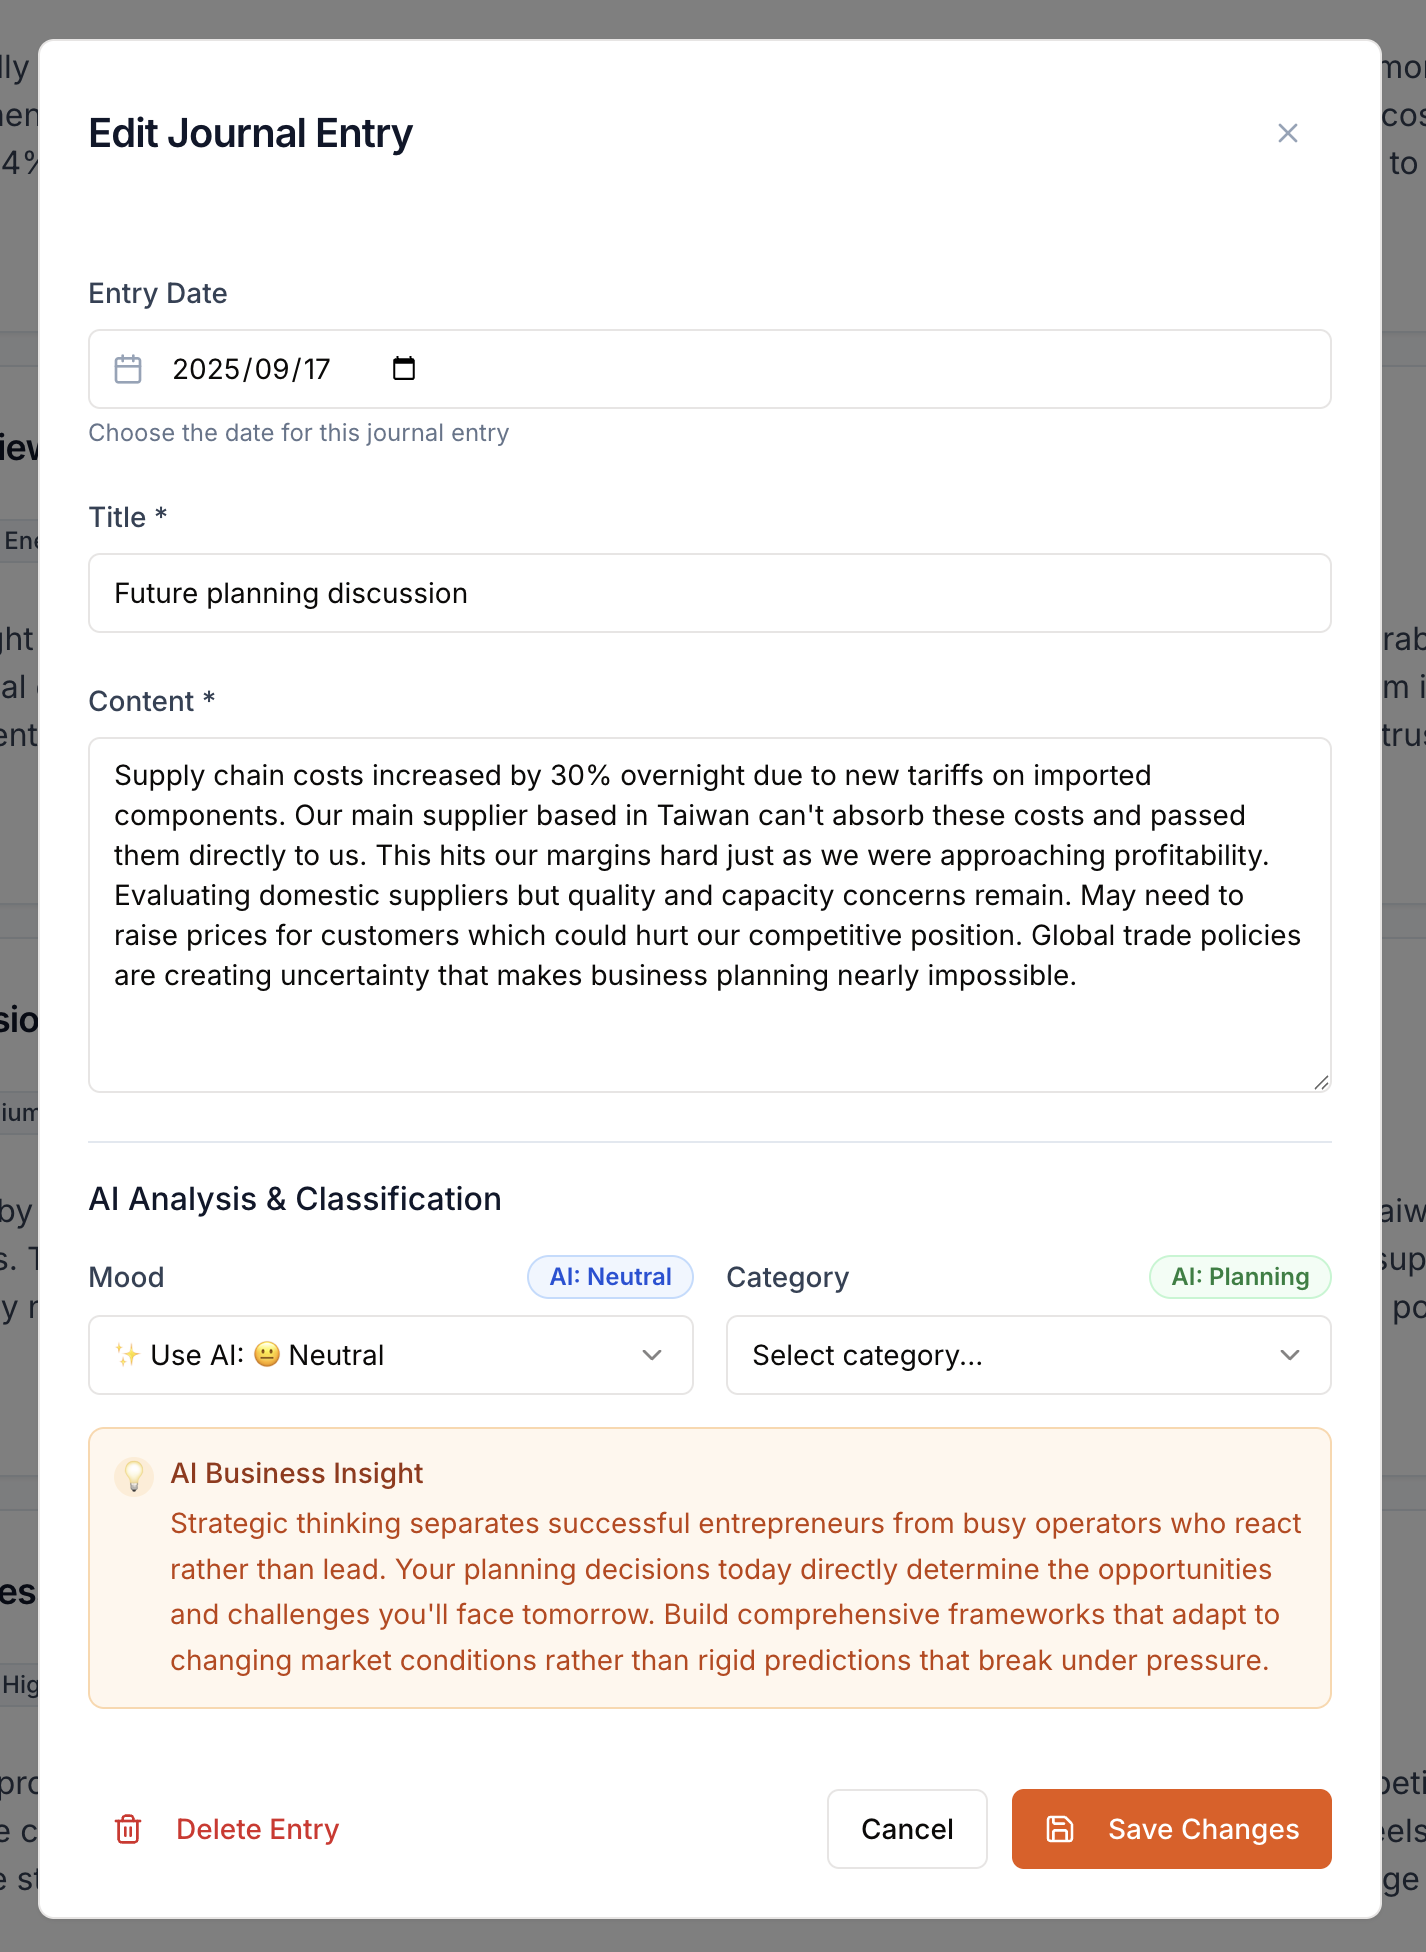 Edit Journal Entry
Entry Date
2025/09/17
Choose the date for this journal entry
Title *
Future planning discussion
Content *
Supply chain costs increased by 30% overnight due to new tariffs on imported
components. Our main supplier based in Taiwan can't absorb these costs and passed
them directly to us. This hits our margins hard just as we were approaching profitability.
Evaluating domestic suppliers but quality and capacity concerns remain. May need to
raise prices for customers which could hurt our competitive position. Global trade policies
are creating uncertainty that makes business planning nearly impossible.
AI Analysis & Classification
Mood AI: Neutral Category AI: Planning
✨ Use AI: 😐 Neutral Select category...
AI Business Insight
Strategic thinking separates successful entrepreneurs from busy operators who react
rather than lead. Your planning decisions today directly determine the opportunities
and challenges you'll face tomorrow. Build comprehensive frameworks that adapt to
changing market conditions rather than rigid predictions that break under pressure.
Delete Entry Cancel Save Changes